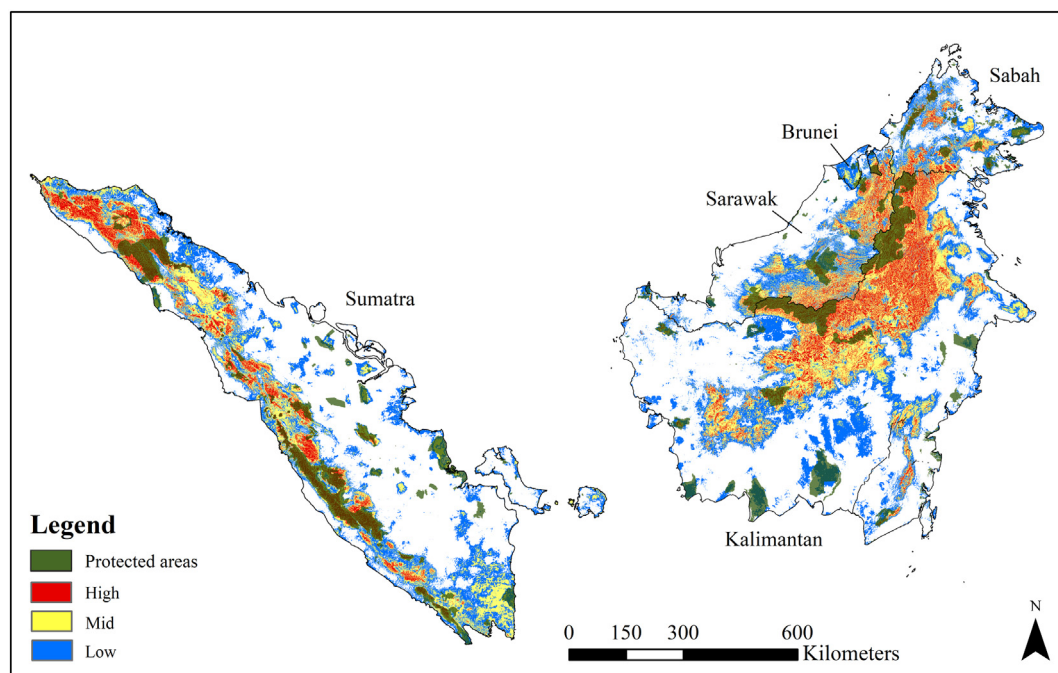 Sabah
Brunei
Sarawak
Sumatra
Kalimantan
Legend
Protected areas
High
Mid
Low
0 150 300 600
Kilometers
N